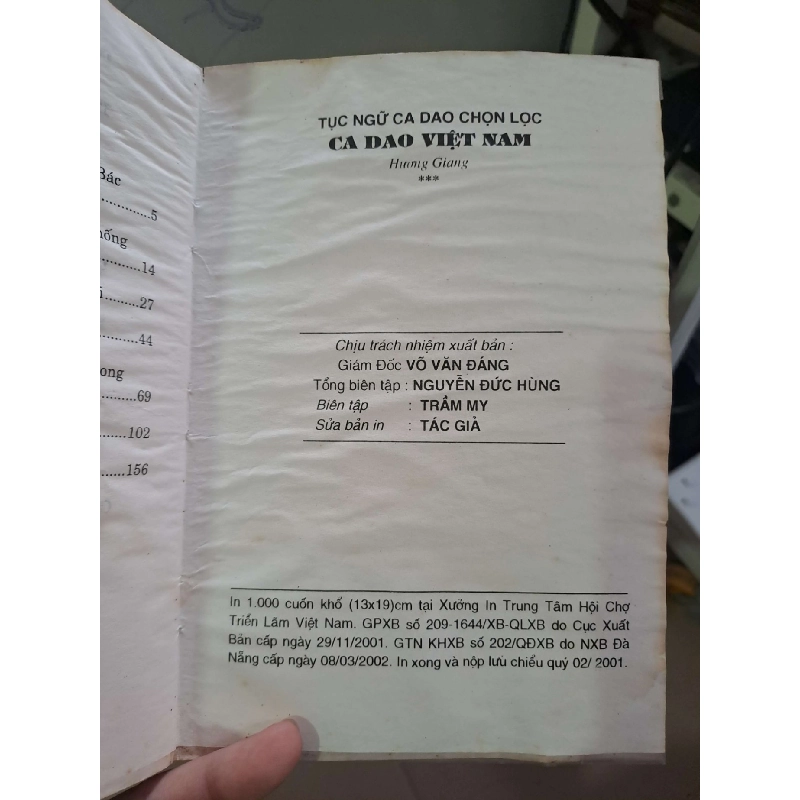 Bác
5
14
27
44
ong
69
102
156
TỤC NGỮ CA DAO CHỌN LỌC
CA DAO VIỆT NAM
Hương Giang
***
Chịu trách nhiệm xuất bản :
Giám Đốc VÕ VĂN ĐÁNG
Tổng biên tập : NGUYỄN ĐỨC HÙNG
Biên tập : TRẦM MY
Sửa bản in : TÁC GIẢ
In 1.000 cuốn khổ (13x19)cm tại Xưởng In Trung Tâm Hội Chợ
Triển Lãm Việt Nam. GPXB số 209-1644/XB-QLXB do Cục Xuất
Bản cấp ngày 29/11/2001. GTN KHXB số 202/QĐXB do NXB Đà
Nẵng cấp ngày 08/03/2002. In xong và nộp lưu chiểu quý 02/ 2001.